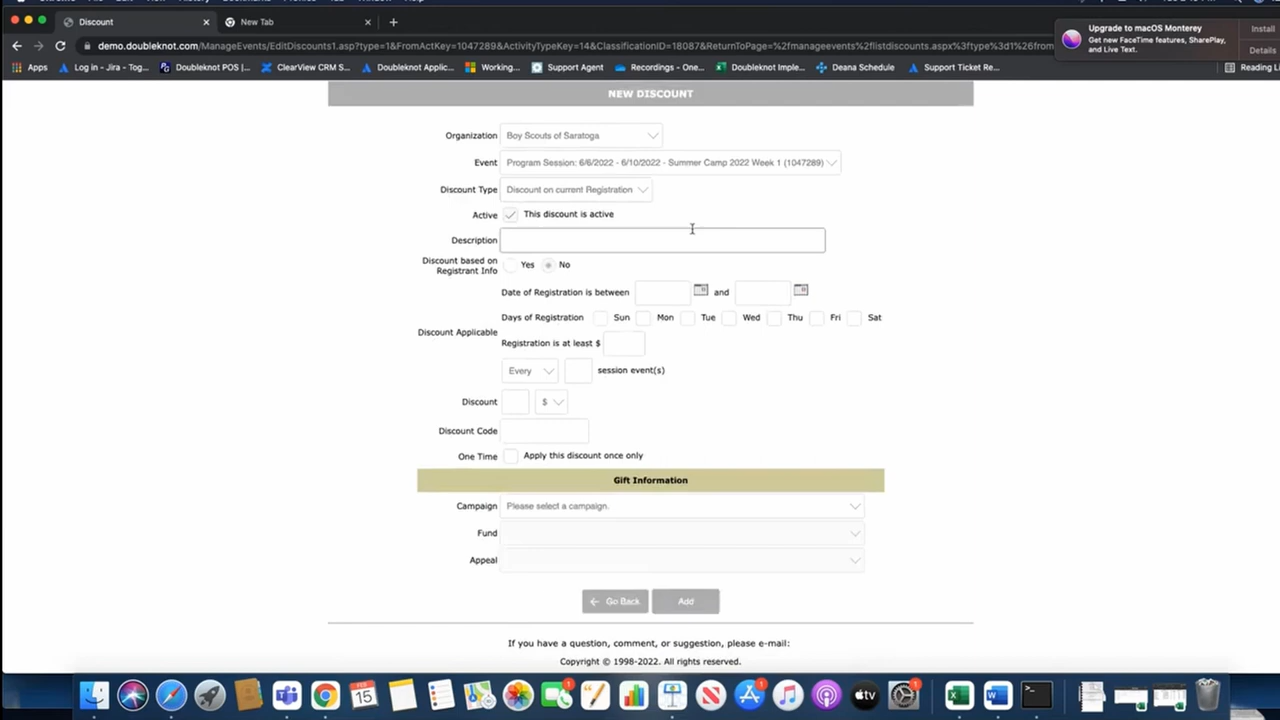 Discount
New Tab
demo.doubleknot.com/ManageEvents/EditDiscounts1.asp?type=1&FromActKey=1047289&ActivityTypeKey=14&ClassificationID=18087&ReturnToPage=%2fmanageevents%2flistdiscounts.aspx%3ftype%3d1%26from
Upgrade to macOS Monterey
Get new FaceTime features, SharePlay, and Live Text.
Install
Details
Apps
Log in - Jira - Tog...
Doubleknot POS |...
ClearView CRM S...
Doubleknot Applic...
Working...
Support Agent
Recordings - One...
Doubleknot Imple...
Deana Schedule
Support Ticket Re...
Reading Li
NEW DISCOUNT
Organization Boy Scouts of Saratoga
Event Program Session: 6/6/2022 - 6/10/2022 - Summer Camp 2022 Week 1 (1047289)
Discount Type Discount on current Registration
Active This discount is active
Description
Discount based on Registrant Info Yes No
Date of Registration is between and
Days of Registration Sun Mon Tue Wed Thu Fri Sat
Discount Applicable
Registration is at least $
Every session event(s)
Discount $
Discount Code
One Time Apply this discount once only
Gift Information
Campaign Please select a campaign.
Fund
Appeal
Go Back Add
If you have a question, comment, or suggestion, please e-mail:
Copyright © 1998-2022. All rights reserved.
FEB
15
1
1
1